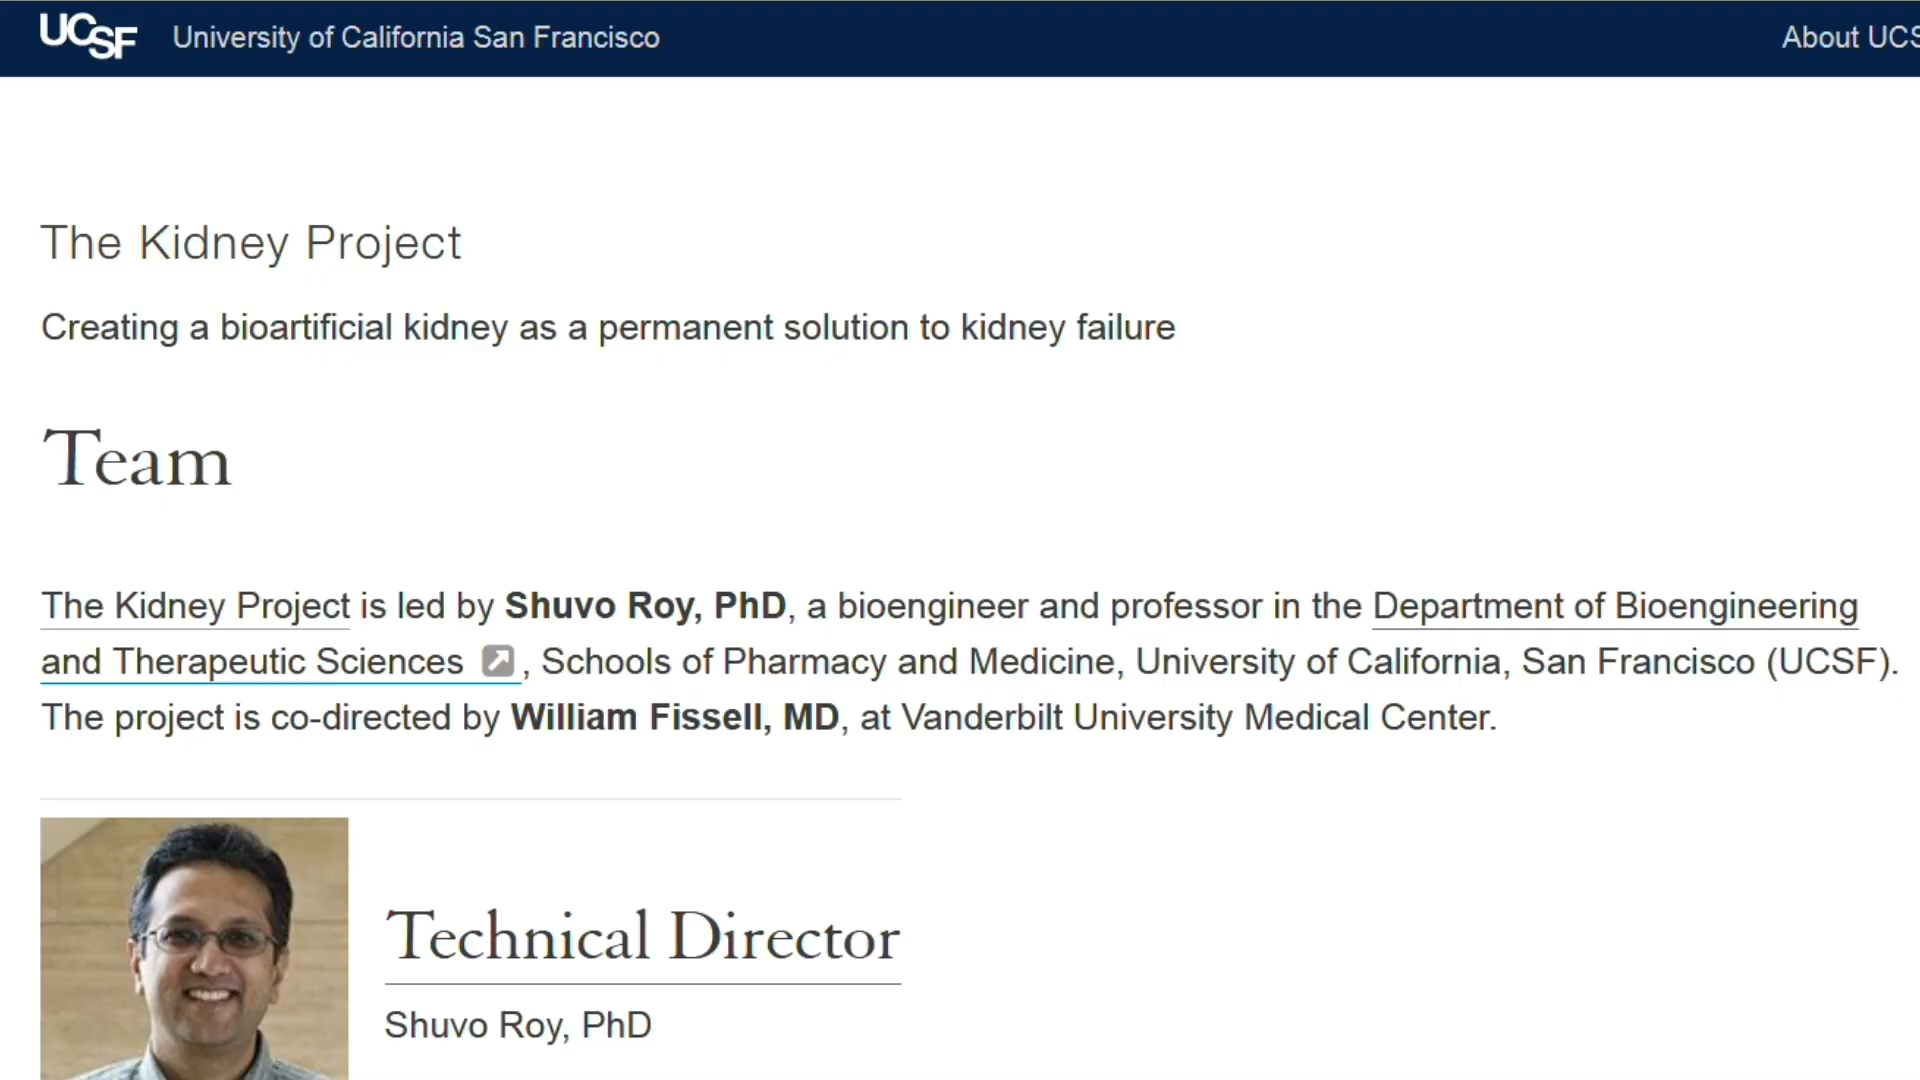 UCSF University of California San Francisco
About UCS
The Kidney Project
Creating a bioartificial kidney as a permanent solution to kidney failure
Team
The Kidney Project is led by Shuvo Roy, PhD, a bioengineer and professor in the Department of Bioengineering
and Therapeutic Sciences , Schools of Pharmacy and Medicine, University of California, San Francisco (UCSF).
The project is co-directed by William Fissell, MD, at Vanderbilt University Medical Center.
Technical Director
Shuvo Roy, PhD